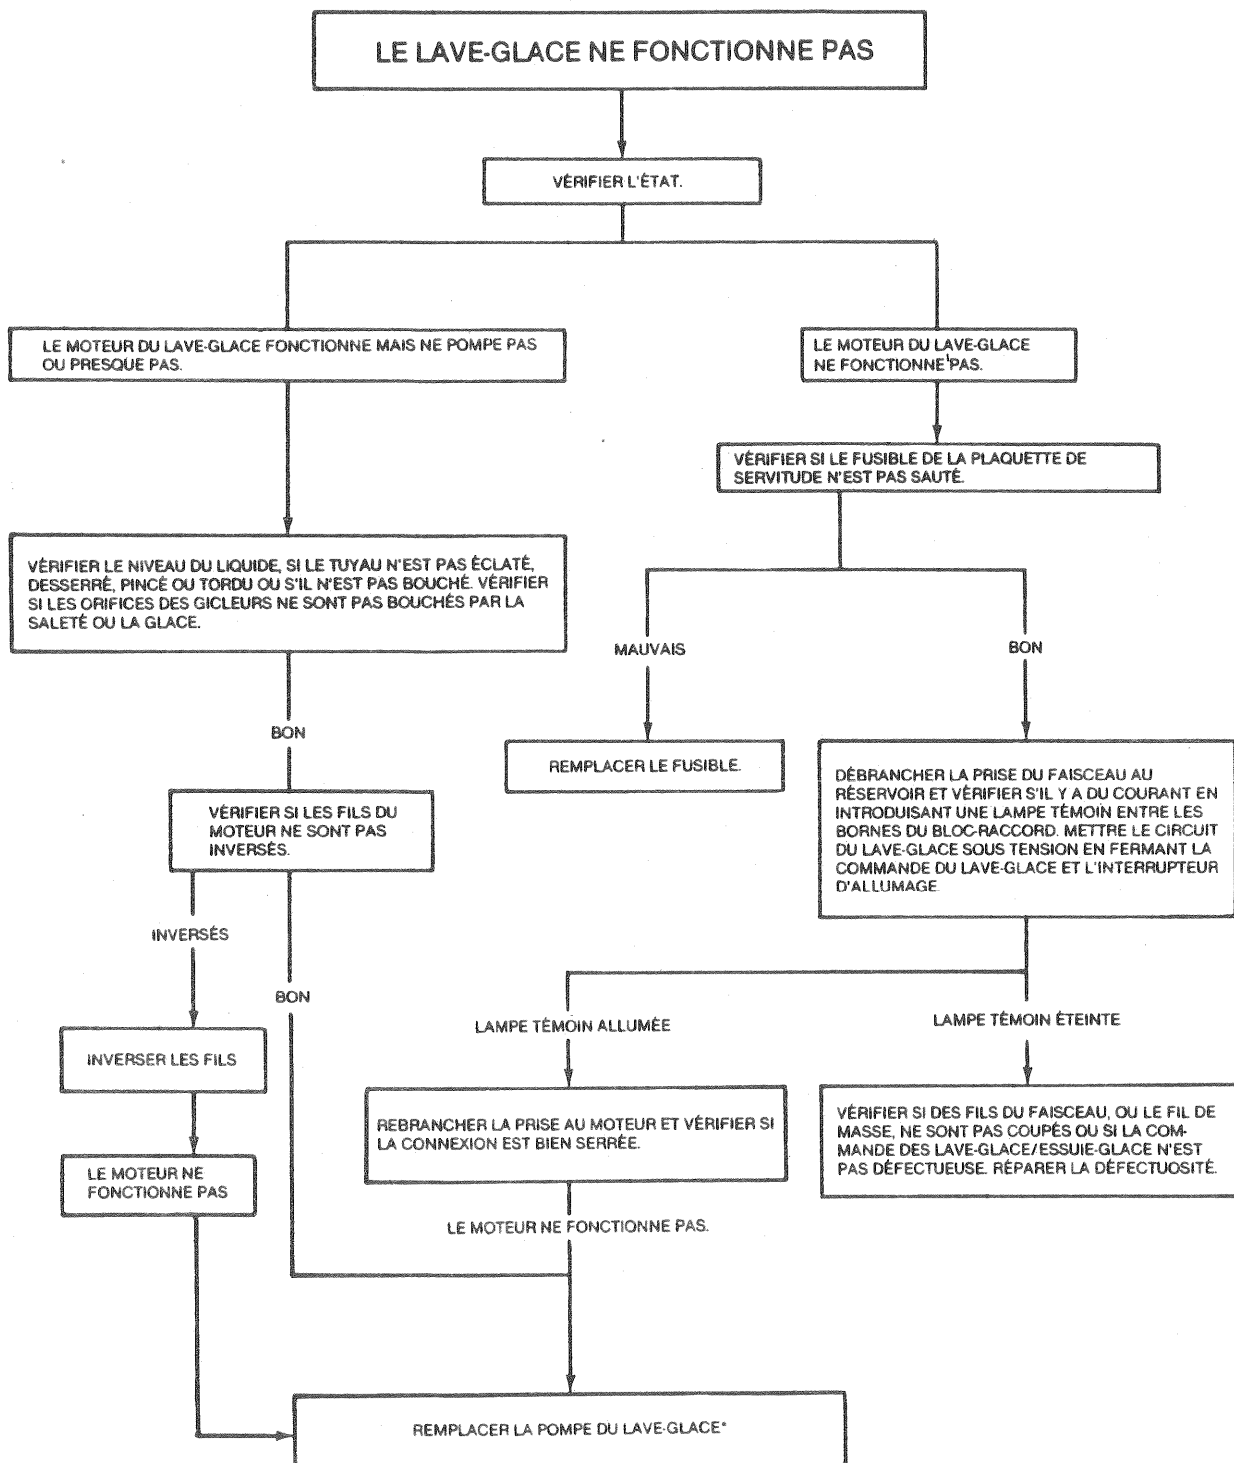 LE LAVE-GLACE NE FONCTIONNE PAS
VÉRIFIER L'ÉTAT.
LE MOTEUR DU LAVE-GLACE FONCTIONNE MAIS NE POMPE PAS
OU PRESQUE PAS.
LE MOTEUR DU LAVE-GLACE
NE FONCTIONNE PAS.
VÉRIFIER SI LE FUSIBLE DE LA PLAQUETTE DE
SERVITUDE N'EST PAS SAUTÉ.
VÉRIFIER LE NIVEAU DU LIQUIDE, SI LE TUYAU N'EST PAS ÉCLATÉ,
DESSERRÉ, PINCÉ OU TORDU OU S'IL N'EST PAS BOUCHÉ. VÉRIFIER
SI LES ORIFICES DES GICLEURS NE SONT PAS BOUCHÉS PAR LA
SALETÉ OU LA GLACE.
MAUVAIS
BON
BON
REMPLACER LE FUSIBLE.
DÉBRANCHER LA PRISE DU FAISCEAU AU
RÉSERVOIR ET VÉRIFIER S'IL Y A DU COURANT EN
INTRODUISANT UNE LAMPE TÉMOIN ENTRE LES
BORNES DU BLOC-RACCORD. METTRE LE CIRCUIT
DU LAVE-GLACE SOUS TENSION EN FERMANT LA
COMMANDE DU LAVE-GLACE ET L'INTERRUPTEUR
D'ALLUMAGE.
VÉRIFIER SI LES FILS DU
MOTEUR NE SONT PAS
INVERSÉS.
INVERSÉS
BON
LAMPE TÉMOIN ALLUMÉE
LAMPE TÉMOIN ÉTEINTE
INVERSER LES FILS
REBRANCHER LA PRISE AU MOTEUR ET VÉRIFIER SI
LA CONNEXION EST BIEN SERRÉE.
VÉRIFIER SI DES FILS DU FAISCEAU, OU LE FIL DE
MASSE, NE SONT PAS COUPÉS OU SI LA COM-
MANDE DES LAVE-GLACE/ESSUIE-GLACE N'EST
PAS DÉFECTUEUSE. RÉPARER LA DÉFECTUOSITÉ.
LE MOTEUR NE
FONCTIONNE PAS
LE MOTEUR NE FONCTIONNE PAS.
REMPLACER LA POMPE DU LAVE-GLACE*